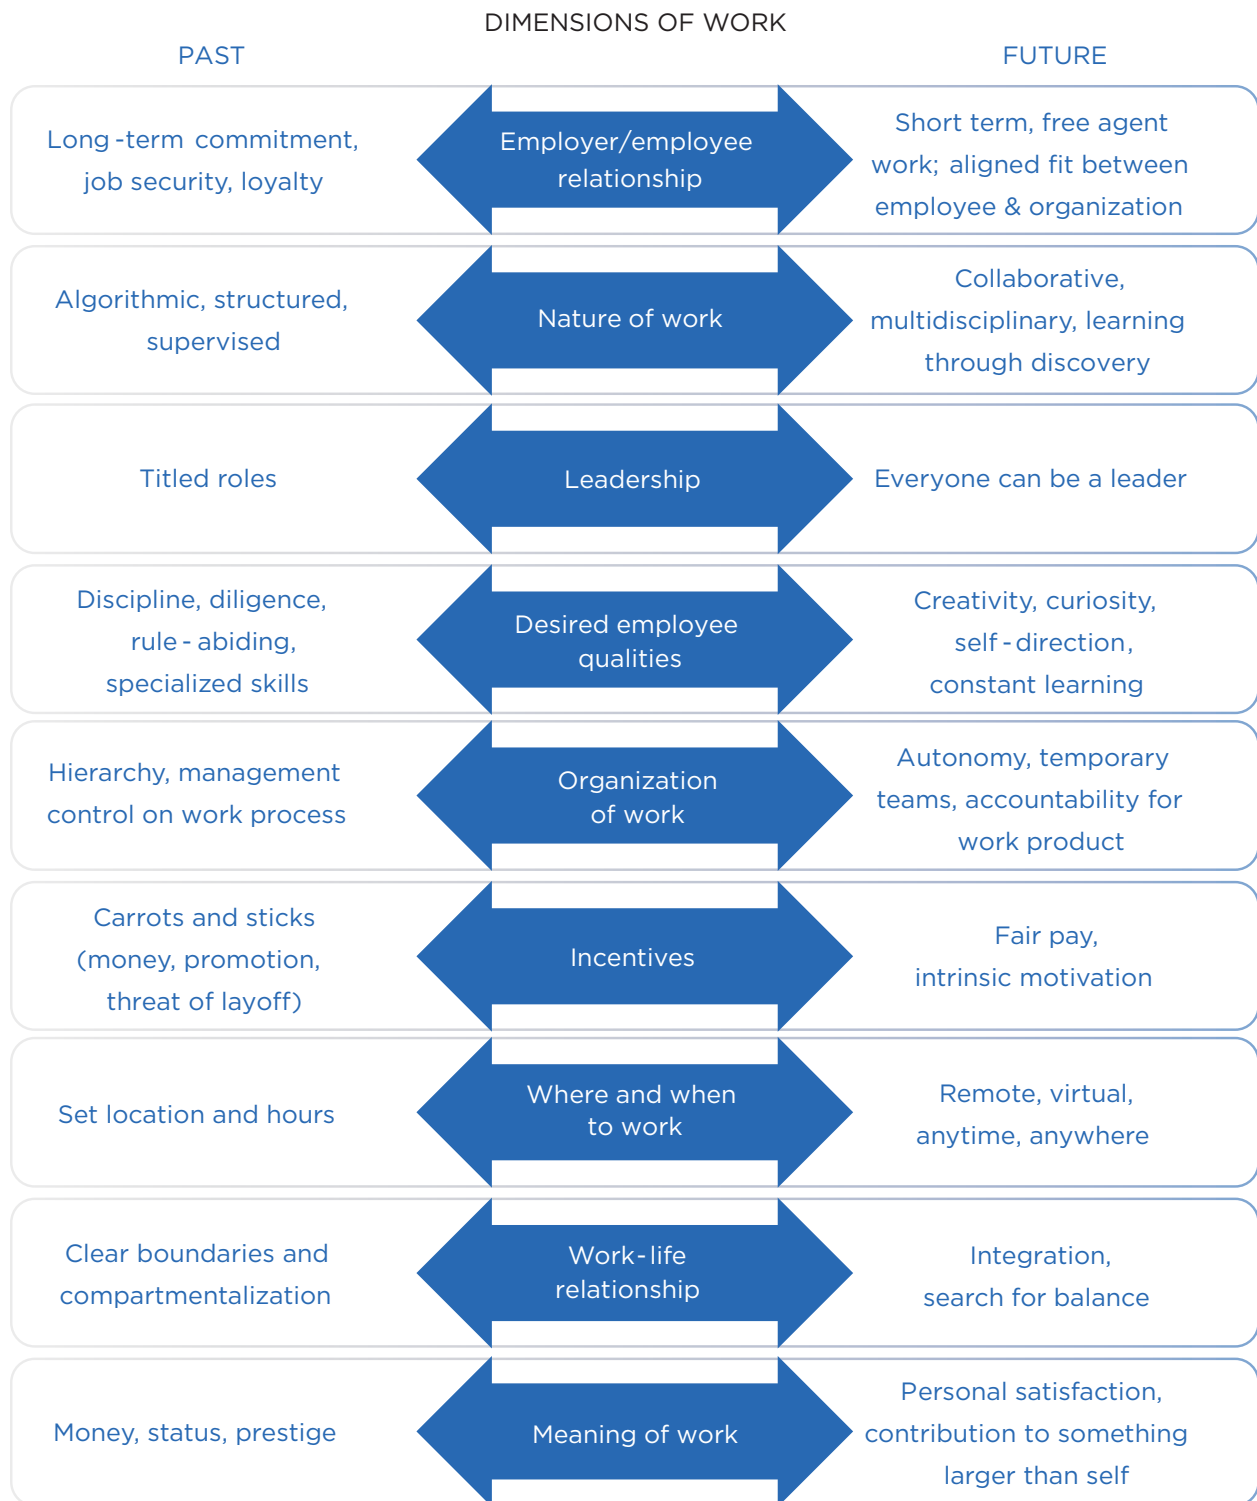 DIMENSIONS OF WORK
PAST
FUTURE
Long-term commitment,
job security, loyalty
Employer/employee
relationship
Short term, free agent
work; aligned fit between
employee & organization
Algorithmic, structured,
supervised
Nature of work
Collaborative,
multidisciplinary, learning
through discovery
Titled roles
Leadership
Everyone can be a leader
Discipline, diligence,
rule-abiding,
specialized skills
Desired employee
qualities
Creativity, curiosity,
self-direction,
constant learning
Hierarchy, management
control on work process
Organization
of work
Autonomy, temporary
teams, accountability for
work product
Carrots and sticks
(money, promotion,
threat of layoff)
Incentives
Fair pay,
intrinsic motivation
Set location and hours
Where and when
to work
Remote, virtual,
anytime, anywhere
Clear boundaries and
compartmentalization
Work-life
relationship
Integration,
search for balance
Money, status, prestige
Meaning of work
Personal satisfaction,
contribution to something
larger than self